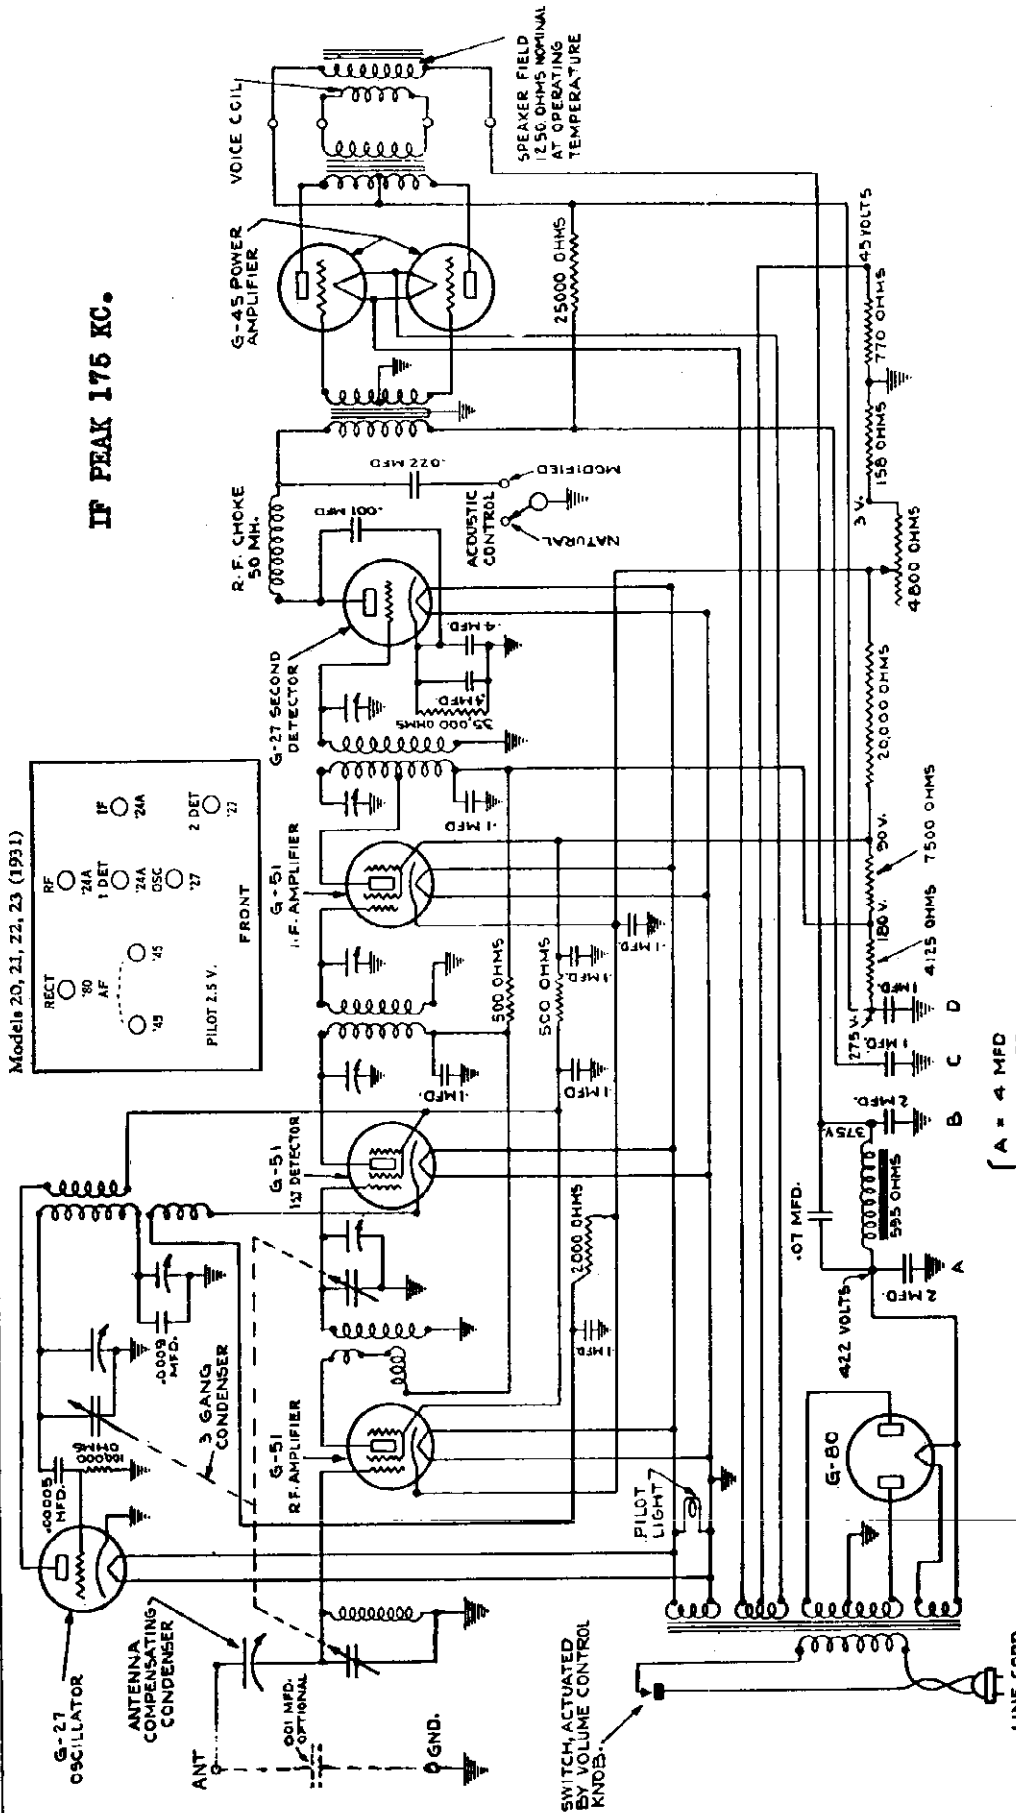 Models 20, 21, 22, 23 (1931)
RECT
'80
AF
'45
'45
PILOT 2.5 V.
RF
'24A
1 DET
'24A
OSC
'27
IF
'24A
2 DET
'27
FRONT
IF PEAK 175 KC.
G-27
OSCILLATOR
.00005
MFD.
100,000
OHMS
3 GANG
CONDENSER
.0009
MFD.
ANTENNA
COMPENSATING
CONDENSER
ANT
.001 MFD.
OPTIONAL
GND.
G-51
R.F. AMPLIFIER
G-51
1ST DETECTOR
G-51
I.F. AMPLIFIER
G-27 SECOND
DETECTOR
R.F. CHOKE
50 MH.
.001 MFD
.022 MFD
ACOUSTIC
CONTROL
NATURAL
MODIFIED
G-45 POWER
AMPLIFIER
VOICE COIL
SPEAKER FIELD
1250 OHMS NOMINAL
AT OPERATING
TEMPERATURE
.1 MFD.
.1 MFD
500 OHMS
500 OHMS
.1 MFD.
.1 MFD.
.1 MFD.
.1 MFD.
2000 OHMS
35,000 OHMS
.4 MFD.
25000 OHMS
PILOT
LIGHT
SWITCH, ACTUATED
BY VOLUME CONTROL
KNOB
LINE CORD
G-80
422 VOLTS
.07 MFD.
595 OHMS
375V.
2 MFD.
A
2 MFD.
B
1 MFD.
C
1 MFD.
D
275 V.
4125 OHMS
180 V.
7500 OHMS
90 V.
20,000 OHMS
4800 OHMS
3 V.
158 OHMS
770 OHMS
45 VOLTS
A = 4 MFD